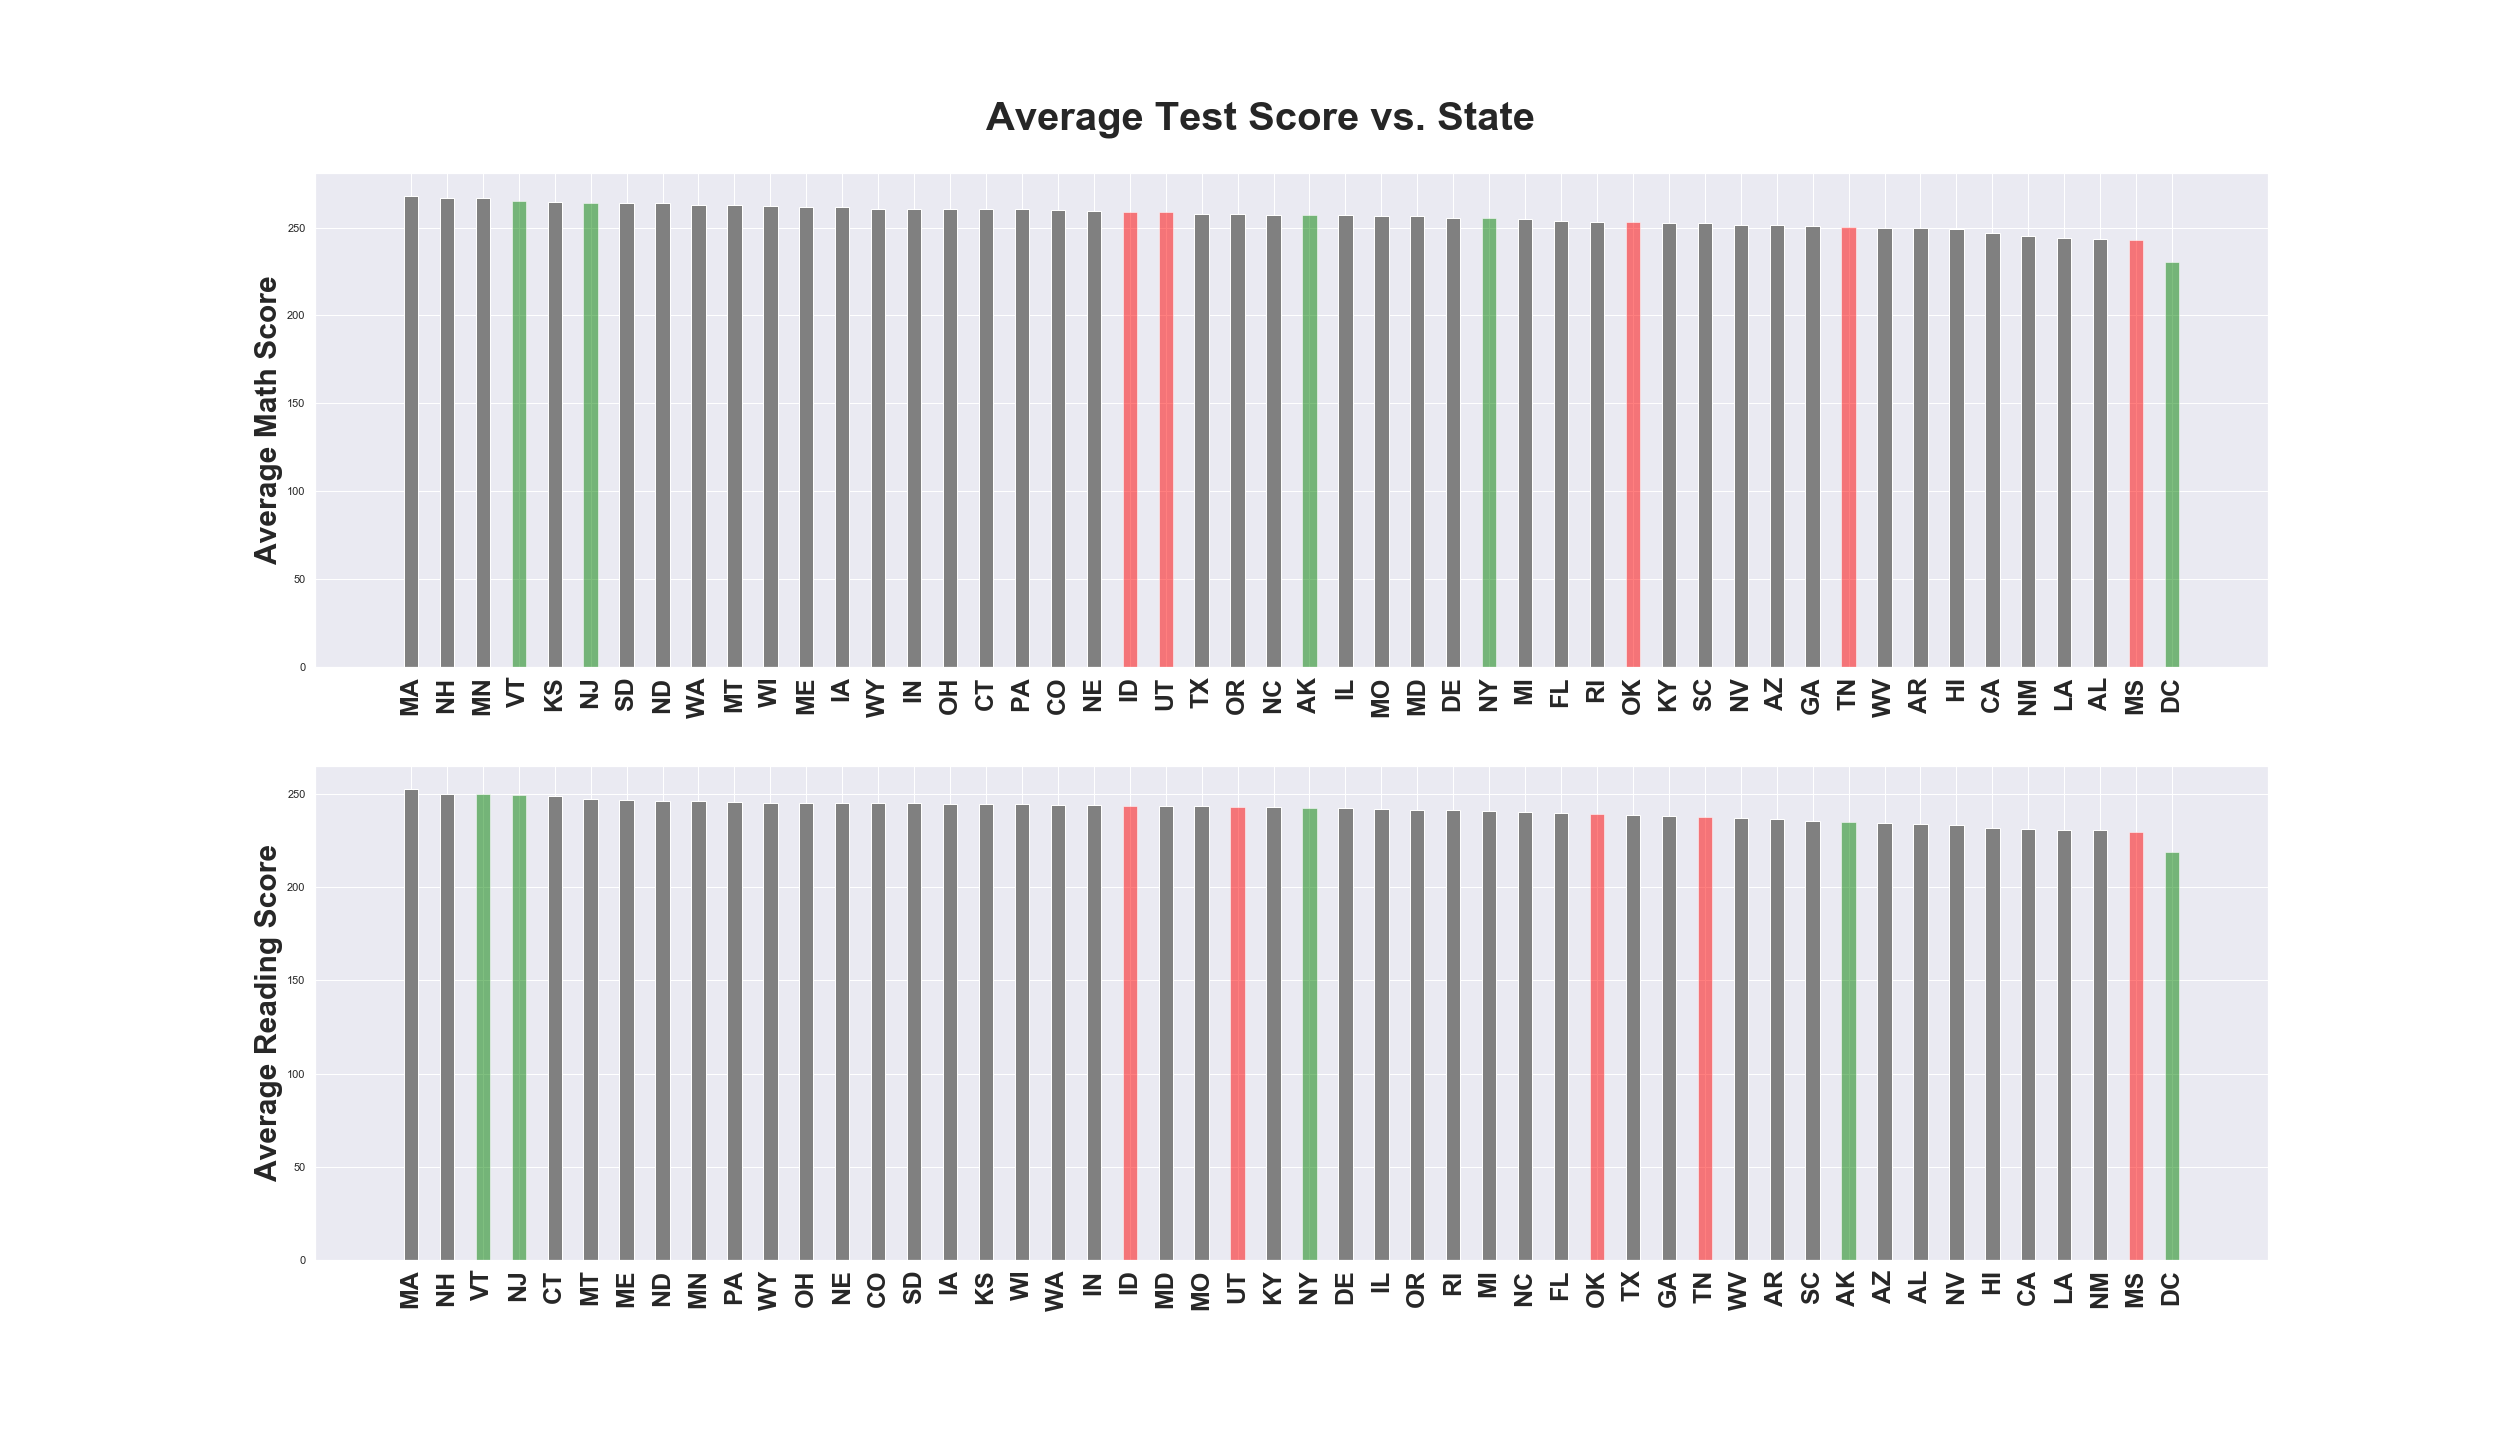 Average Test Score vs. State
Average Math Score
250
200
150
100
50
0
MA NH MN VT KS NJ SD ND WA MT WI ME IA WY IN OH CT PA CO NE ID UT TX OR NC AK IL MO MD DE NY MI FL RI OK KY SC NV AZ GA TN WV AR HI CA NM LA AL MS DC
Average Reading Score
250
200
150
100
50
0
MA NH VT NJ CT MT ME ND MN PA WY OH NE CO SD IA KS WI WA IN ID MD MO UT KY NY DE IL OR RI MI NC FL OK TX GA TN WV AR SC AK AZ AL NV HI CA LA NM MS DC